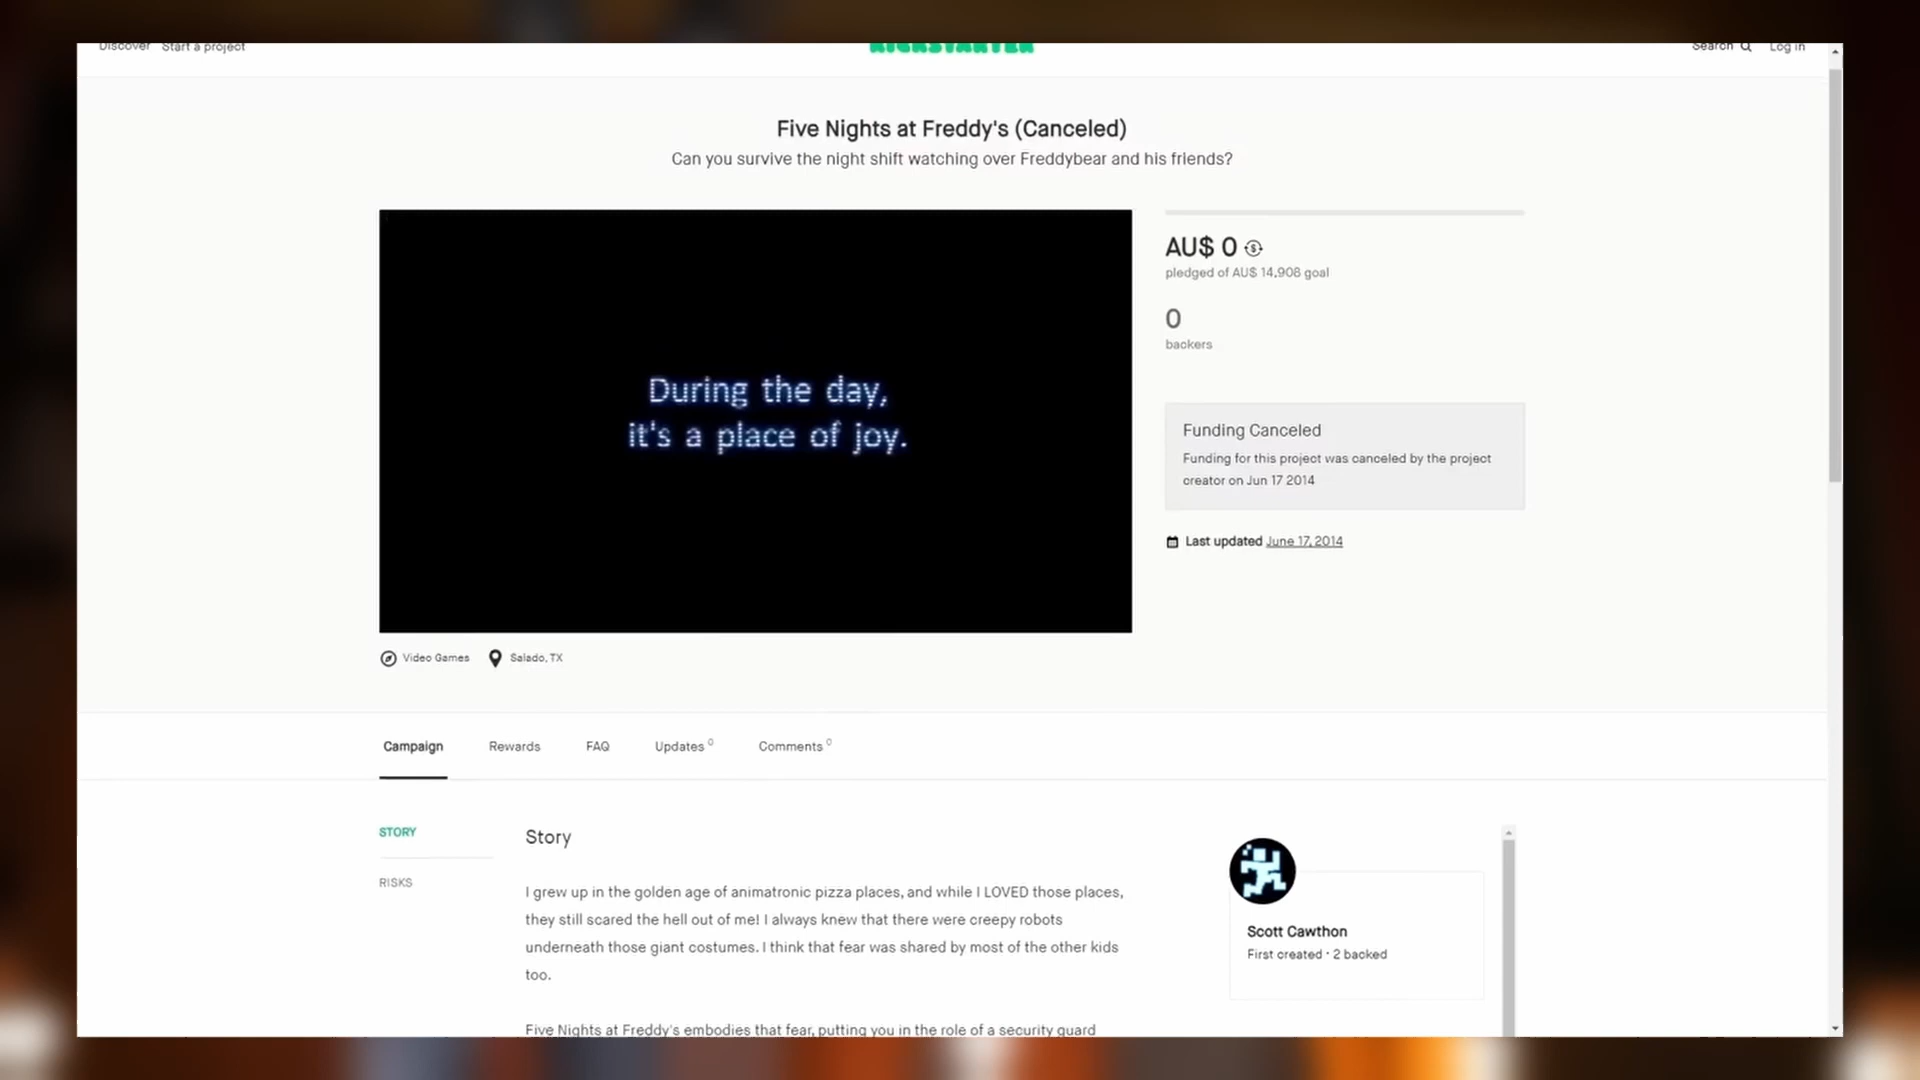 Discover Start a project
KICKSTARTER
Search Log in
Five Nights at Freddy's (Canceled)
Can you survive the night shift watching over Freddybear and his friends?
During the day,
it's a place of joy.
AU$ 0
pledged of AU$ 14,908 goal
0
backers
Funding Canceled
Funding for this project was canceled by the project
creator on Jun 17 2014
Last updated June 17, 2014
Video Games Salado, TX
Campaign Rewards FAQ Updates 0 Comments 0
STORY
RISKS
Story
I grew up in the golden age of animatronic pizza places, and while I LOVED those places,
they still scared the hell out of me! I always knew that there were creepy robots
underneath those giant costumes. I think that fear was shared by most of the other kids
too.
Five Nights at Freddy's embodies that fear, putting you in the role of a security guard
Scott Cawthon
First created · 2 backed